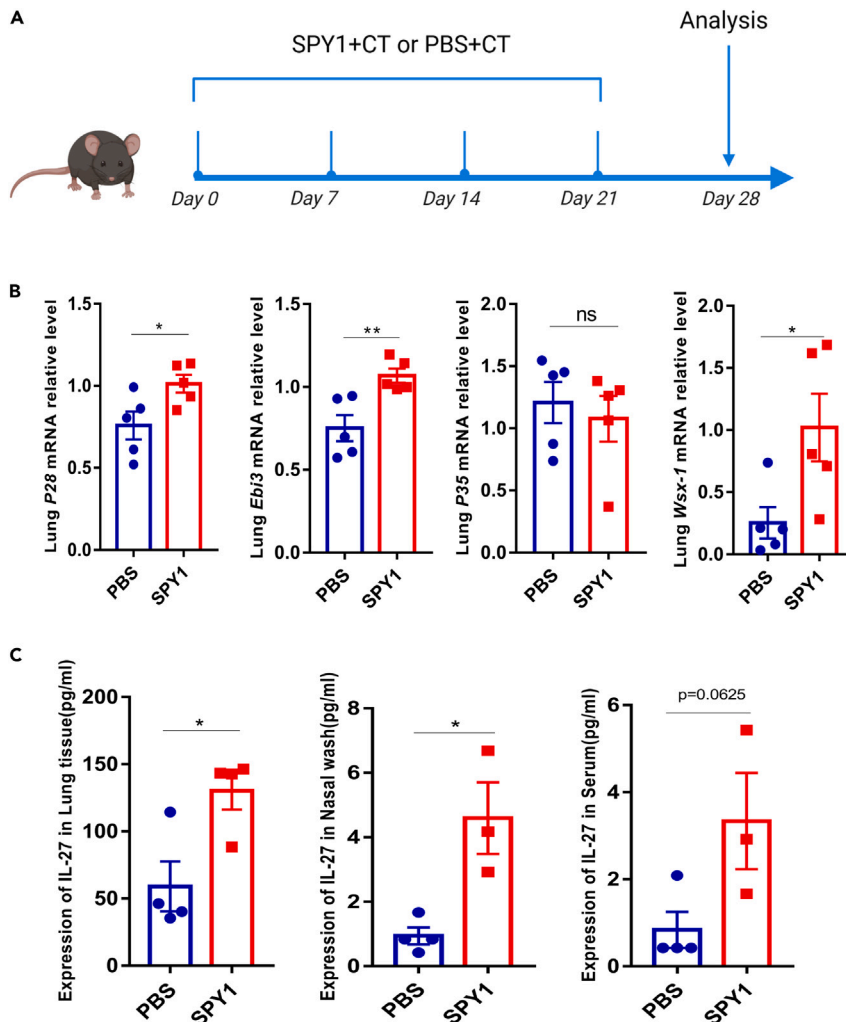 A
SPY1+CT or PBS+CT
Analysis
Day 0
Day 7
Day 14
Day 21
Day 28
B
Lung P28 mRNA relative level
1.5
1.0
0.5
0.0
*
PBS
SPY1
Lung Ebi3 mRNA relative level
1.5
1.0
0.5
0.0
**
PBS
SPY1
Lung P35 mRNA relative level
2.0
1.5
1.0
0.5
0.0
ns
PBS
SPY1
Lung Wsx-1 mRNA relative level
2.0
1.5
1.0
0.5
0.0
*
PBS
SPY1
C
Expression of IL-27 in Lung tissue(pg/ml)
200
150
100
50
0
*
PBS
SPY1
Expression of IL-27 in Nasal wash(pg/ml)
8
6
4
2
0
*
PBS
SPY1
Expression of IL-27 in Serum(pg/ml)
6
4
2
0
p=0.0625
PBS
SPY1